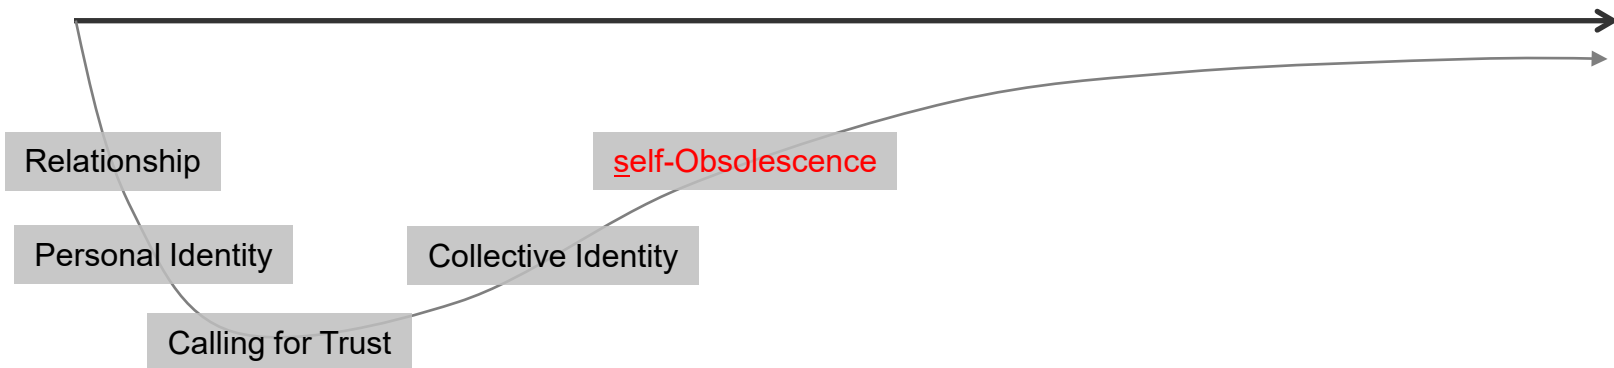 Relationship
Personal Identity
Calling for Trust
Collective Identity
self-Obsolescence